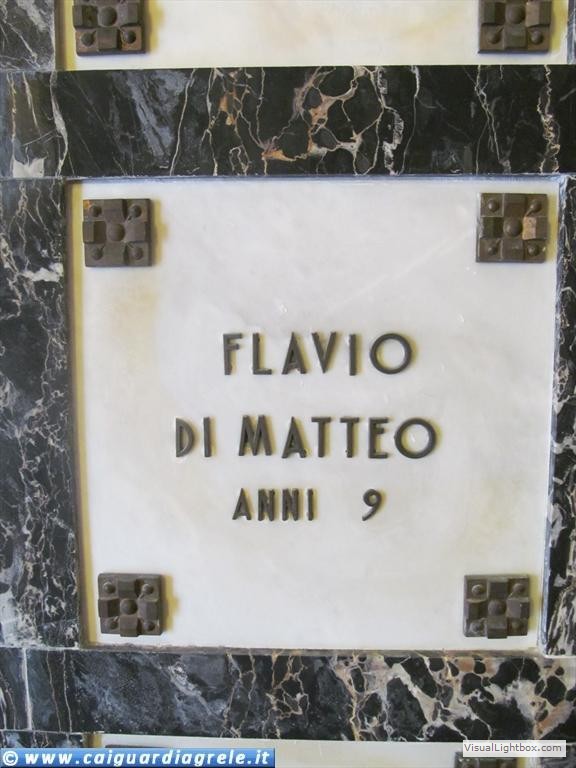 FLAVIO
DI MATTEO
ANNI 9
© www.caiguardiagrele.it
VisualLightbox.com